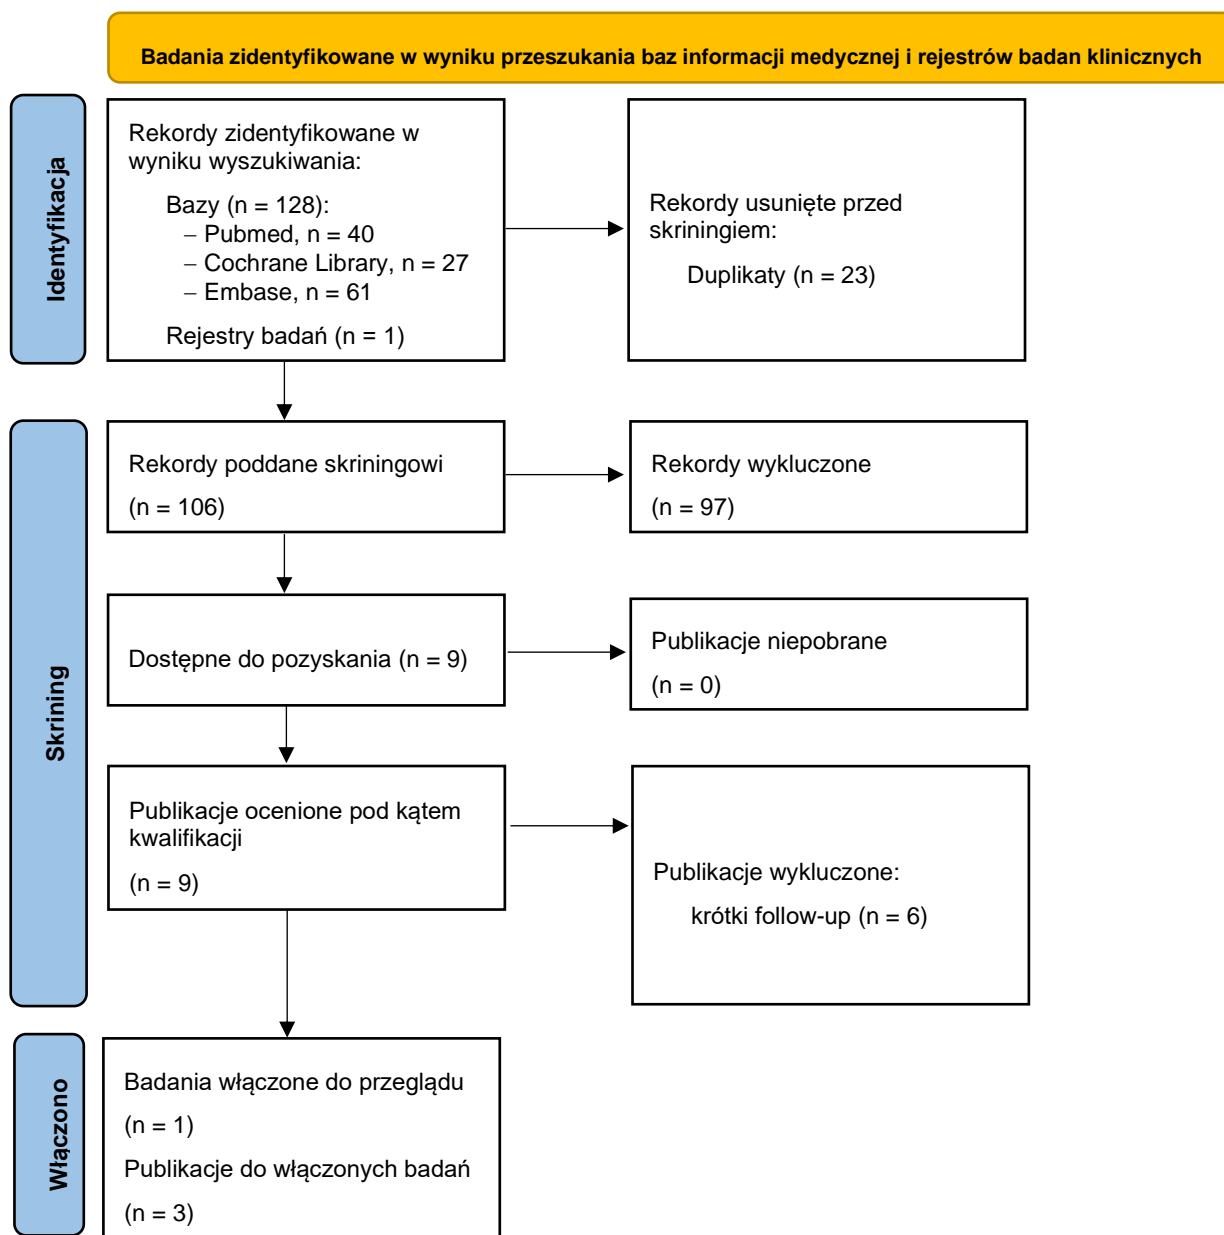 Badania zidentyfikowane w wyniku przeszukania baz informacji medycznej i rejestrów badan klinicznych
Identyfikacja
Rekordy zidentyfikowane w
wyniku wyszukiwania:
Bazy (n = 128):
– Pubmed, n = 40
– Cochrane Library, n = 27
– Embase, n = 61
Rejestry badań (n = 1)
Rekordy usunięte przed
skriningiem:
Duplikaty (n = 23)
Skrining
Rekordy poddane skriningowi
(n = 106)
Rekordy wykluczone
(n = 97)
Dostępne do pozyskania (n = 9)
Publikacje niepobrane
(n = 0)
Publikacje ocenione pod kątem
kwalifikacji
(n = 9)
Publikacje wykluczone:
krótki follow-up (n = 6)
Włączono
Badania włączone do przeglądu
(n = 1)
Publikacje do włączonych badań
(n = 3)